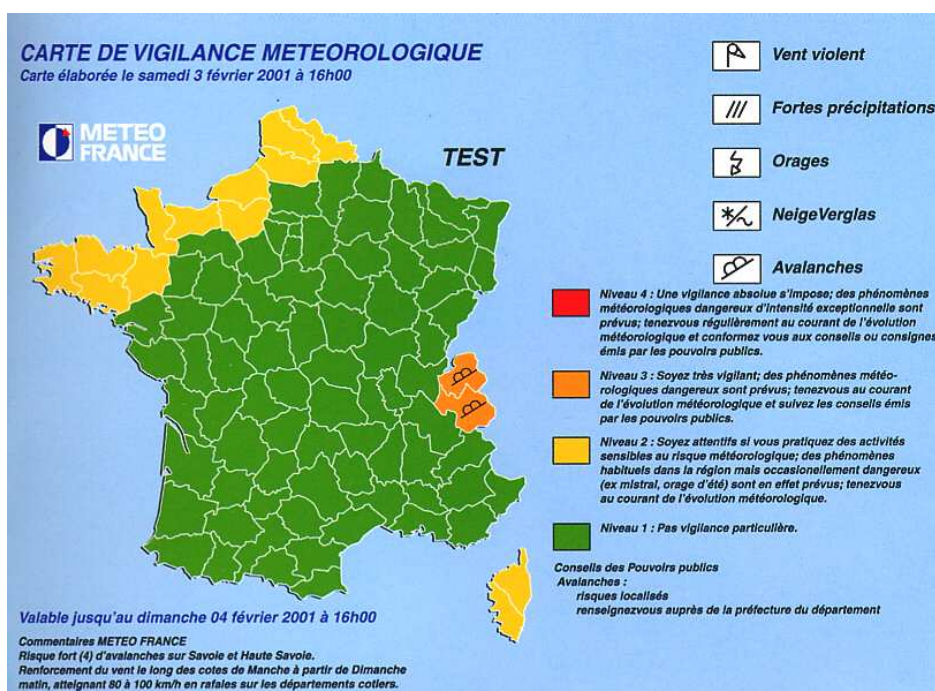 CARTE DE VIGILANCE METEOROLOGIQUE
Carte élaborée le samedi 3 février 2001 à 16h00
METEO
FRANCE
TEST
Vent violent
Fortes précipitations
Orages
NeigeVerglas
Avalanches
Niveau 4 : Une vigilance absolue s'impose; des phénomènes
météorologiques dangereux d'intensité exceptionnelle sont
prévus; tenezvous régulièrement au courant de l'évolution
météorologique et conformez vous aux conseils ou consignes
émis par les pouvoirs publics.
Niveau 3 : Soyez très vigilant; des phénomènes météo-
rologiques dangereux sont prévus; tenezvous au courant
de l'évolution météorologique et suivez les conseils émis
par les pouvoirs publics.
Niveau 2 : Soyez attentifs si vous pratiquez des activités
sensibles au risque météorologique; des phénomènes
habituels dans la région mais occasionellement dangereux
(ex mistral, orage d'été) sont en effet prévus; tenezvous
au courant de l'évolution météorologique.
Niveau 1 : Pas vigilance particulière.
Conseils des Pouvoirs publics
Avalanches :
risques localisés
renseignezvous auprès de la préfecture du département
Valable jusqu'au dimanche 04 février 2001 à 16h00
Commentaires METEO FRANCE
Risque fort (4) d'avalanches sur Savoie et Haute Savoie.
Renforcement du vent le long des cotes de Manche à partir de Dimanche
matin, atteignant 80 à 100 km/h en rafales sur les départements cotiers.